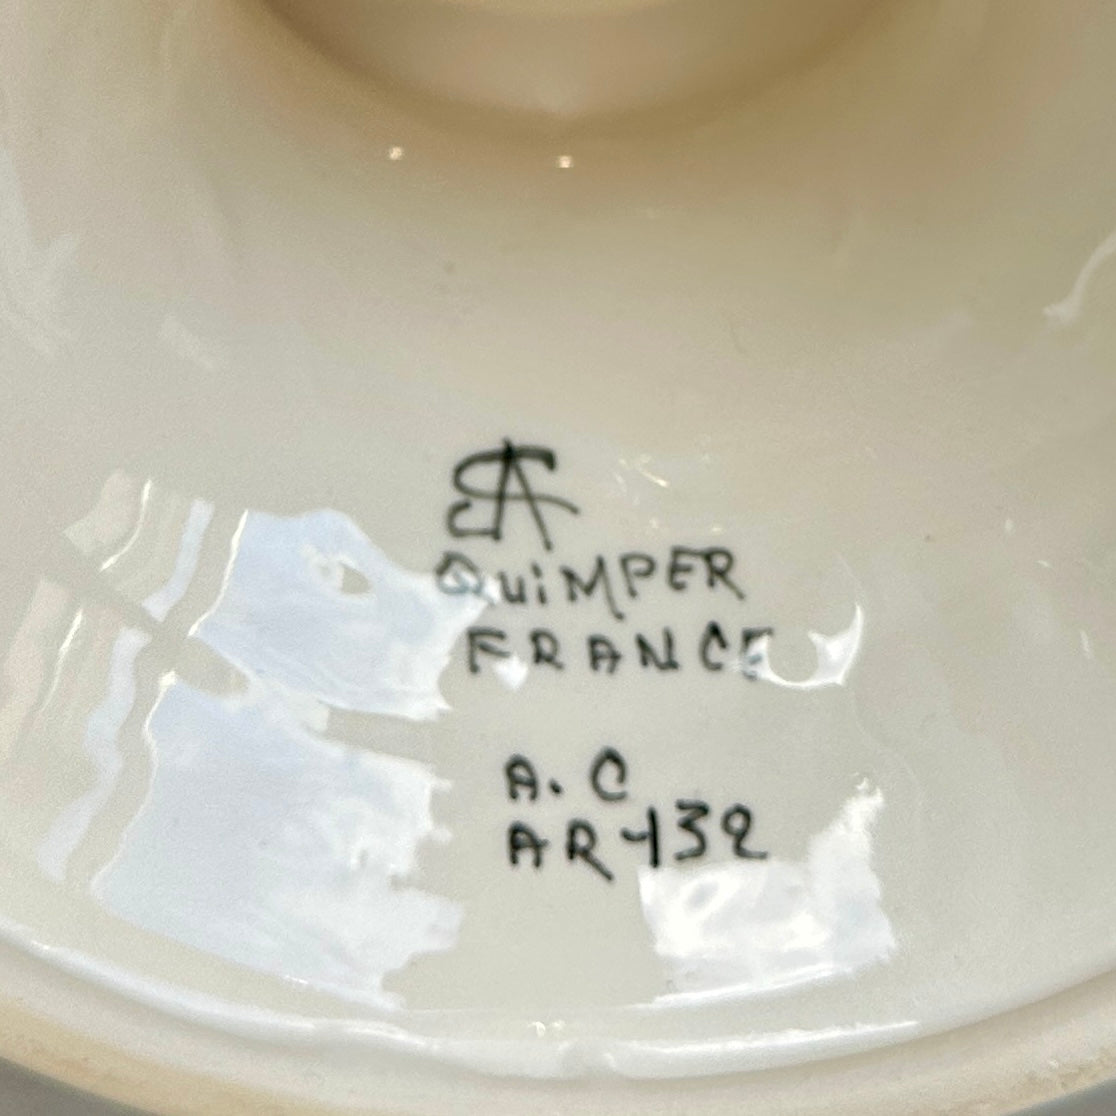 QUiMPER
FRANCE
A. C
AR-132